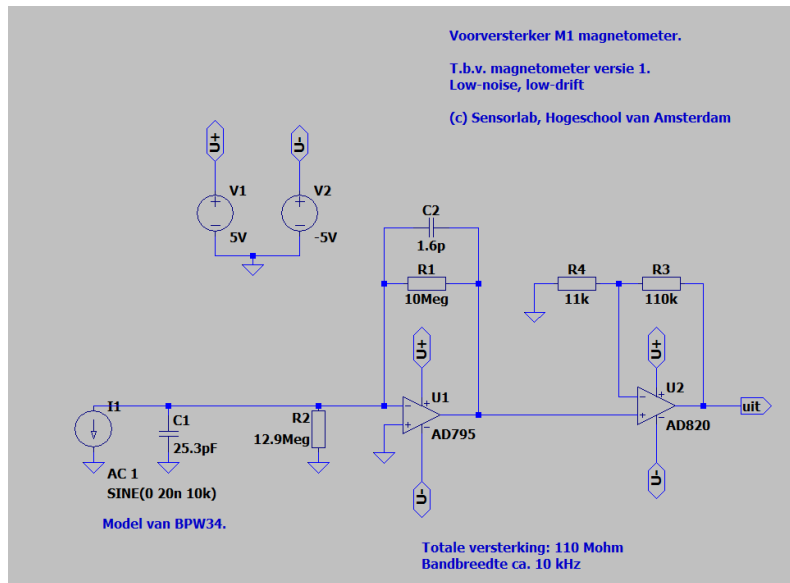 Voorversterker M1 magnetometer.
T.b.v. magnetometer versie 1.
Low-noise, low-drift
(c) Sensorlab, Hogeschool van Amsterdam
U+
U-
V1
5V
V2
-5V
C2
1.6p
R1
10Meg
R4
11k
R3
110k
U+
U1
AD795
U-
U+
U2
AD820
U-
uit
I1
C1
25.3pF
R2
12.9Meg
AC 1
SINE(0 20n 10k)
Model van BPW34.
Totale versterking: 110 Mohm
Bandbreedte ca. 10 kHz